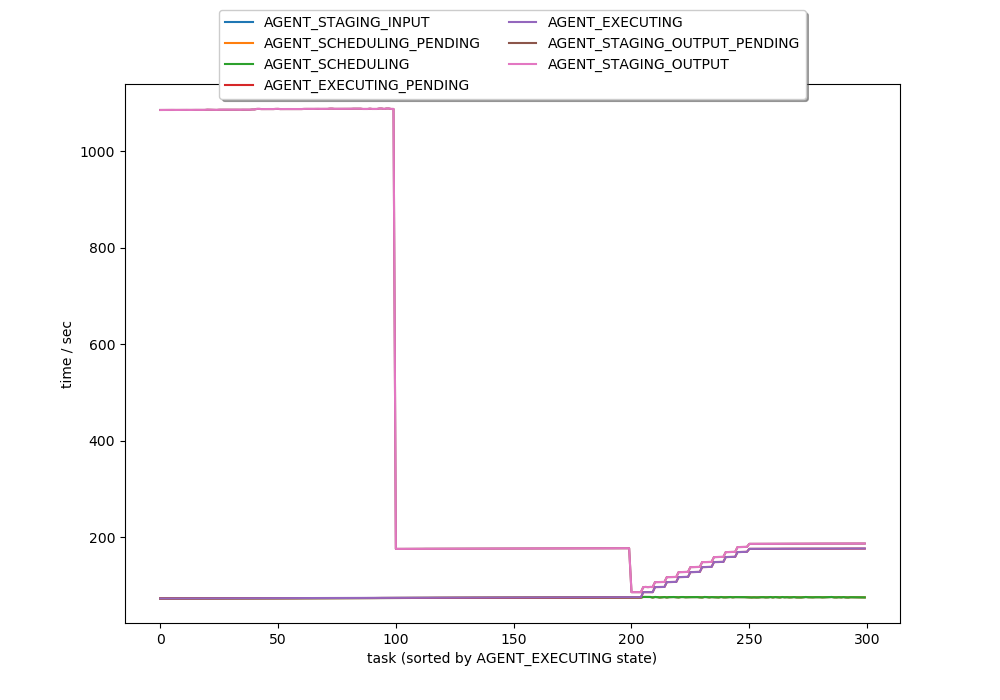 AGENT_STAGING_INPUT
AGENT_SCHEDULING_PENDING
AGENT_SCHEDULING
AGENT_EXECUTING_PENDING
AGENT_EXECUTING
AGENT_STAGING_OUTPUT_PENDING
AGENT_STAGING_OUTPUT
1000
800
600
400
200
time / sec
0 50 100 150 200 250 300
task (sorted by AGENT_EXECUTING state)